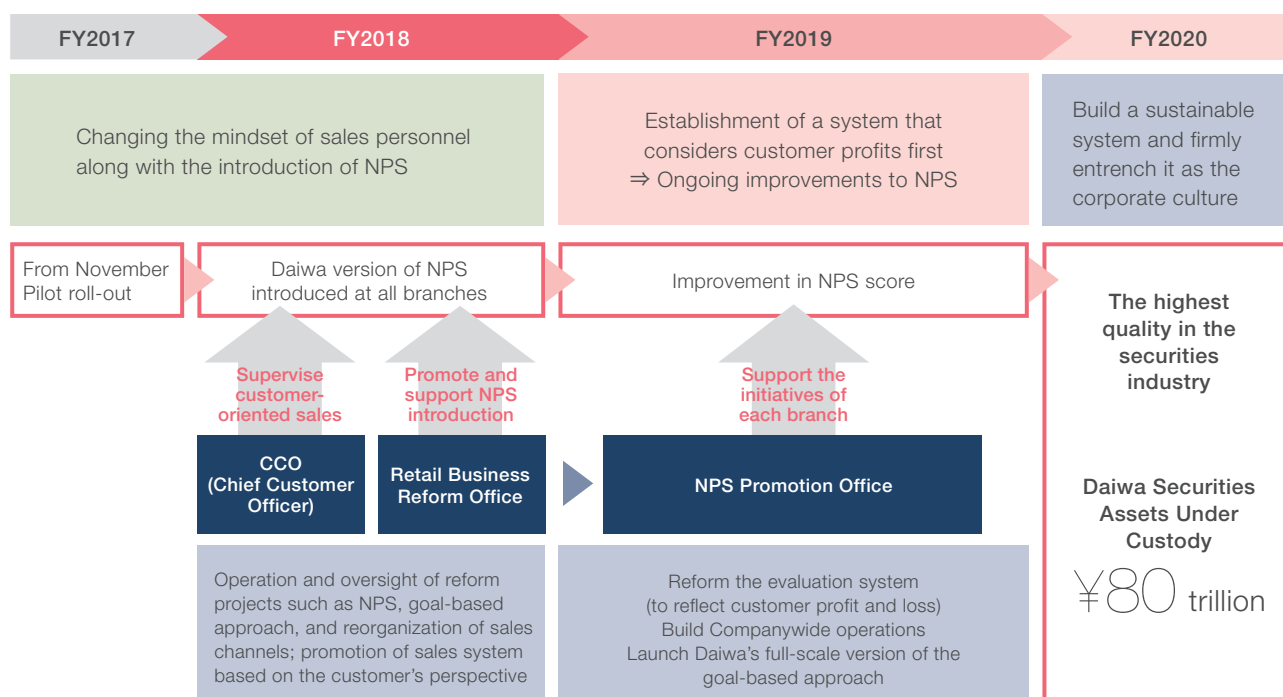 FY2017
FY2018
FY2019
FY2020
Changing the mindset of sales personnel
along with the introduction of NPS
Establishment of a system that
considers customer profits first
⇒ Ongoing improvements to NPS
Build a sustainable
system and firmly
entrench it as the
corporate culture
From November
Pilot roll-out
Daiwa version of NPS
introduced at all branches
Improvement in NPS score
The highest
quality in the
securities
industry
Supervise
customer-
oriented sales
Promote and
support NPS
introduction
Support the
initiatives of
each branch
CCO
(Chief Customer
Officer)
Retail Business
Reform Office
NPS Promotion Office
Daiwa Securities
Assets Under
Custody
¥80 trillion
Operation and oversight of reform
projects such as NPS, goal-based
approach, and reorganization of sales
channels; promotion of sales system
based on the customer's perspective
Reform the evaluation system
(to reflect customer profit and loss)
Build Companywide operations
Launch Daiwa's full-scale version of the
goal-based approach